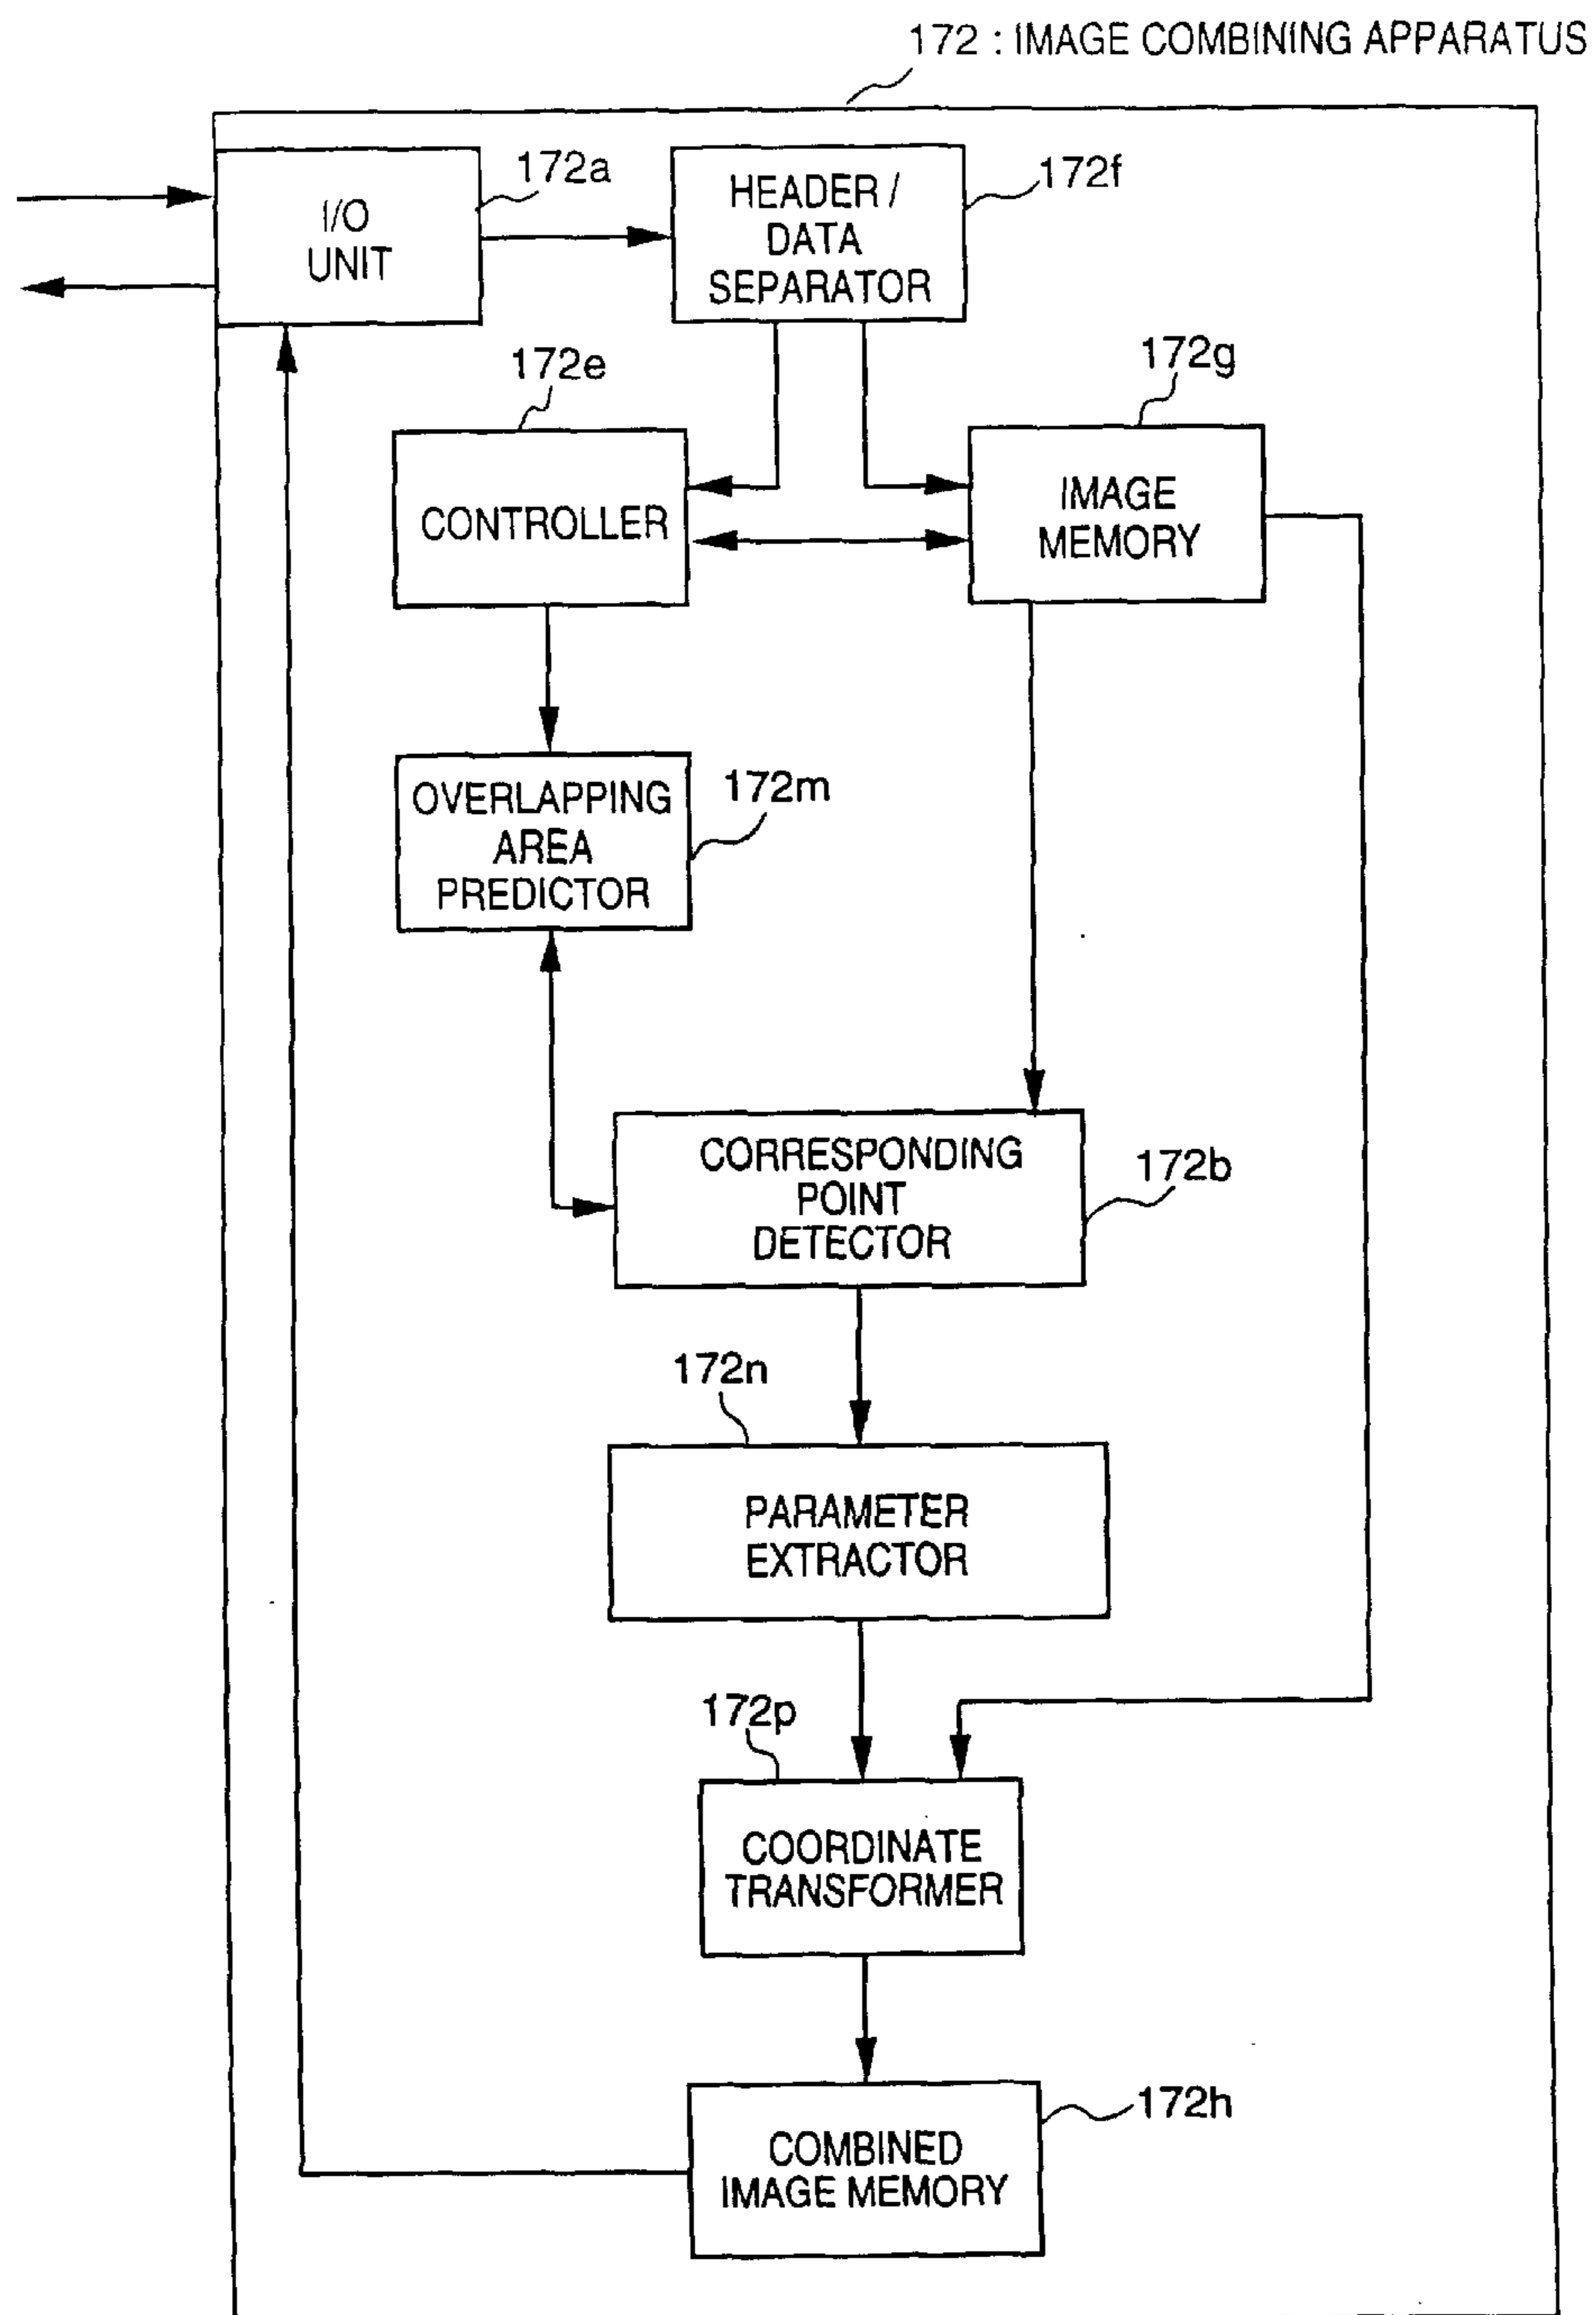 172 : IMAGE COMBINING APPARATUS
172a
I/O
UNIT
172f
HEADER /
DATA
SEPARATOR
172e
CONTROLLER
172g
IMAGE
MEMORY
172m
OVERLAPPING
AREA
PREDICTOR
172b
CORRESPONDING
POINT
DETECTOR
172n
PARAMETER
EXTRACTOR
172p
COORDINATE
TRANSFORMER
172h
COMBINED
IMAGE MEMORY